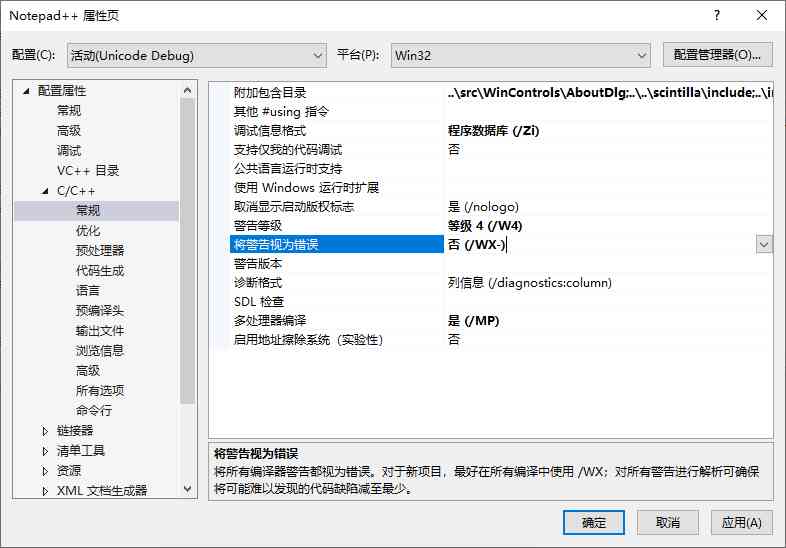 Notepad++ 属性页
配置(C): 活动(Unicode Debug) 平台(P): Win32 配置管理器(O)...
配置属性
常规
高级
调试
VC++ 目录
C/C++
常规
优化
预处理器
代码生成
语言
预编译头
输出文件
浏览信息
高级
所有选项
命令行
链接器
清单工具
资源
XML 文档生成器
附加包含目录 ..\src\WinControls\AboutDlg;..\..\scintilla\include;..\in
其他 #using 指令
调试信息格式 程序数据库 (/Zi)
支持仅我的代码调试 否
公共语言运行时支持
使用 Windows 运行时扩展
取消显示启动版权标志 是 (/nologo)
警告等级 等级 4 (/W4)
将警告视为错误 否 (/WX-)
警告版本
诊断格式 列信息 (/diagnostics:column)
SDL 检查
多处理器编译 是 (/MP)
启用地址擦除系统（实验性） 否
将警告视为错误
将所有编译器警告都视为错误。对于新项目，最好在所有编译中使用 /WX；对所有警告进行解析可确保
将可能难以发现的代码缺陷减至最少。
确定 取消 应用(A)